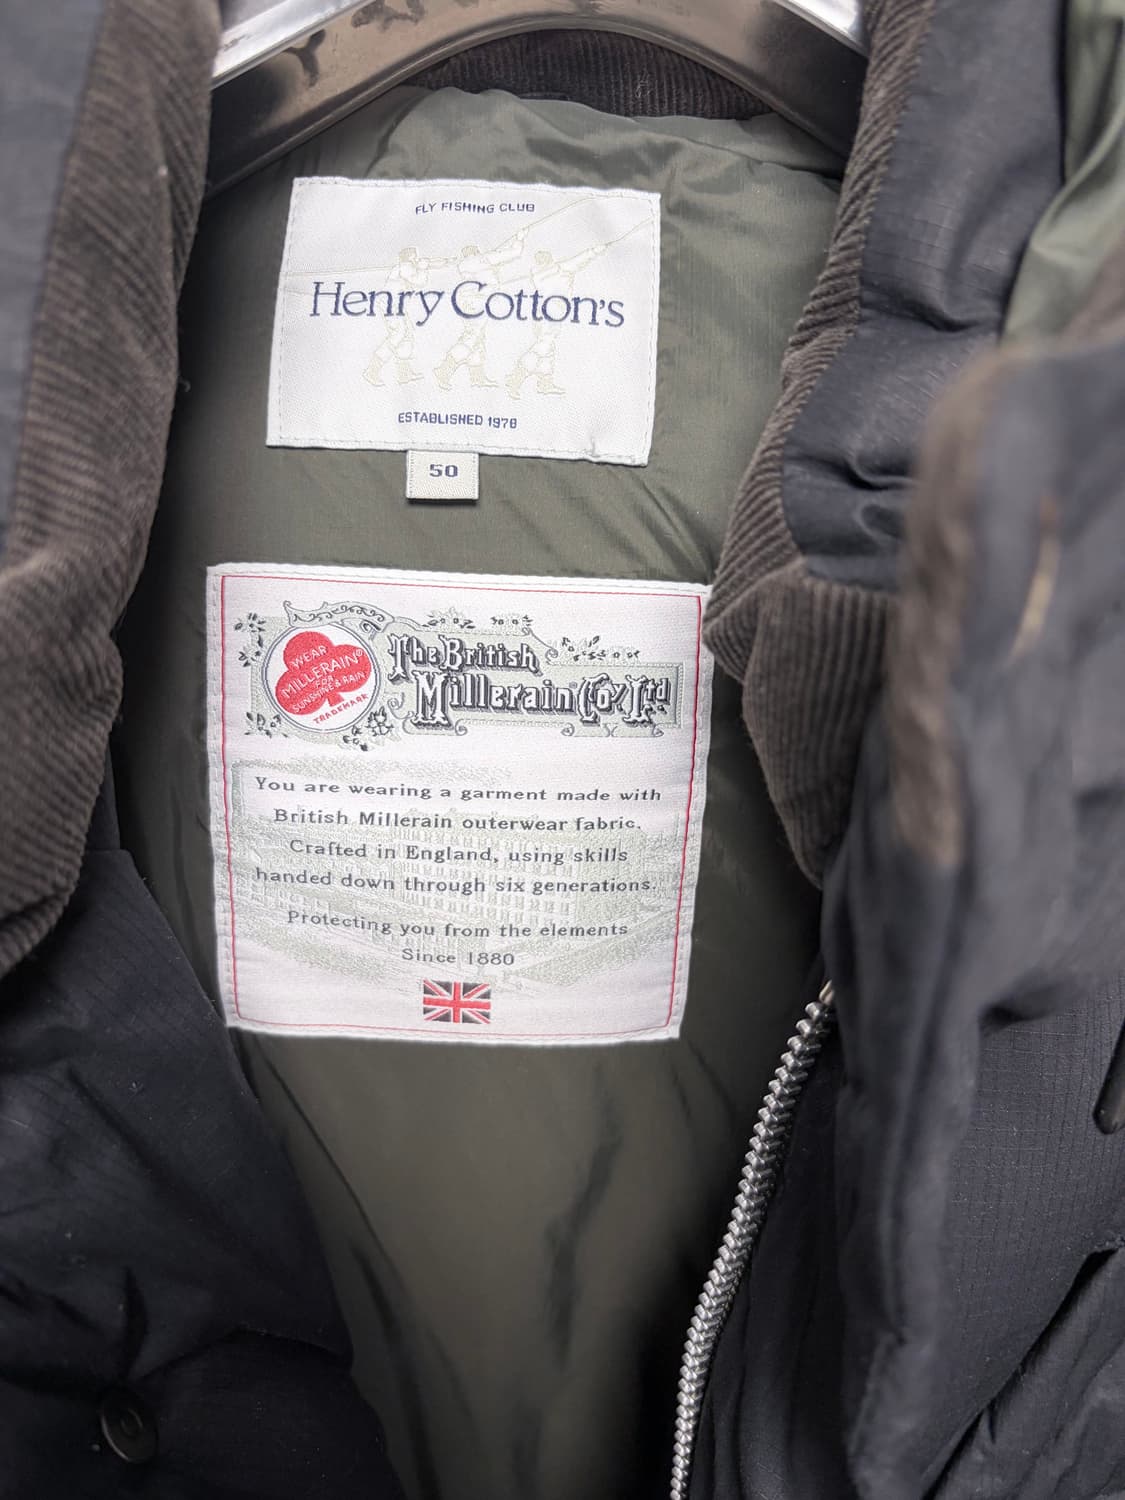 FLY FISHING CLUB
Henry Cotton's
ESTABLISHED 1978
50
WEAR
MILLERAIN®
FOR
SUNSHINE & RAIN
TRADEMARK
The British
Millerain Co Ltd
You are wearing a garment made with
British Millerain outerwear fabric.
Crafted in England, using skills
handed down through six generations.
Protecting you from the elements
Since 1880